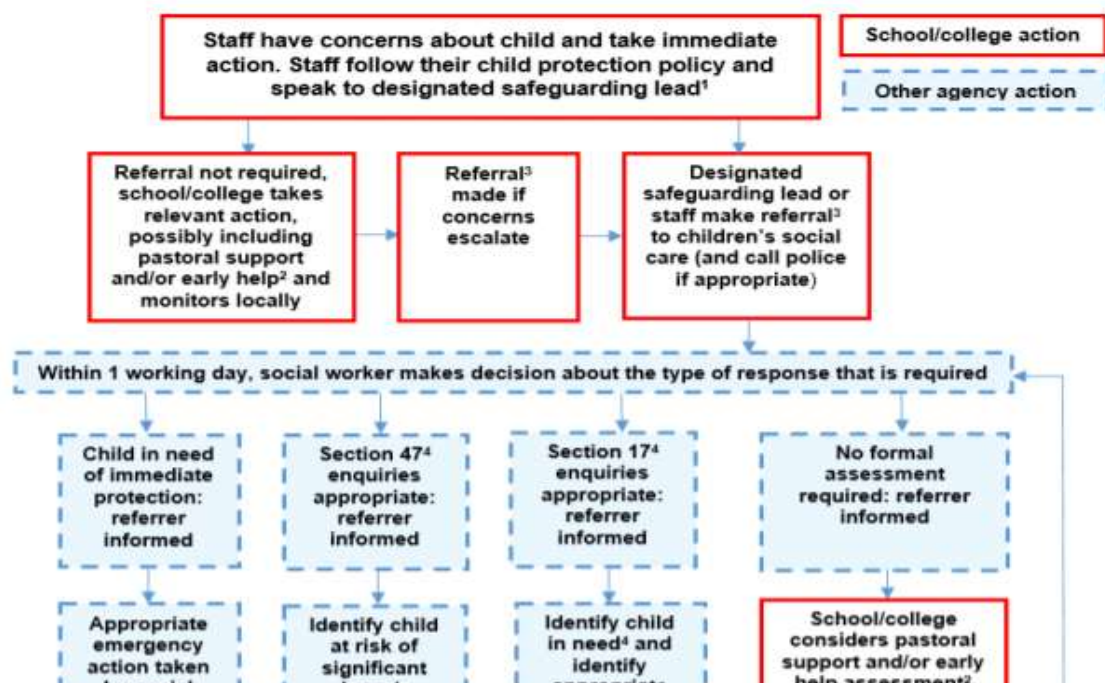 Staff have concerns about child and take immediate
action. Staff follow their child protection policy and
speak to designated safeguarding lead¹
School/college action
Other agency action
Referral not required,
school/college takes
relevant action,
possibly including
pastoral support
and/or early help² and
monitors locally
Referral³
made if
concerns
escalate
Designated
safeguarding lead or
staff make referral³
to children's social
care (and call police
if appropriate)
Within 1 working day, social worker makes decision about the type of response that is required
Child in need
of immediate
protection:
referrer
informed
Section 47⁴
enquiries
appropriate:
referrer
informed
Section 17⁴
enquiries
appropriate:
referrer
informed
No formal
assessment
required: referrer
informed
Appropriate
emergency
action taken
Identify child
at risk of
significant
Identify child
in need⁴ and
identify
appropriate
School/college
considers pastoral
support and/or early
help assessment²